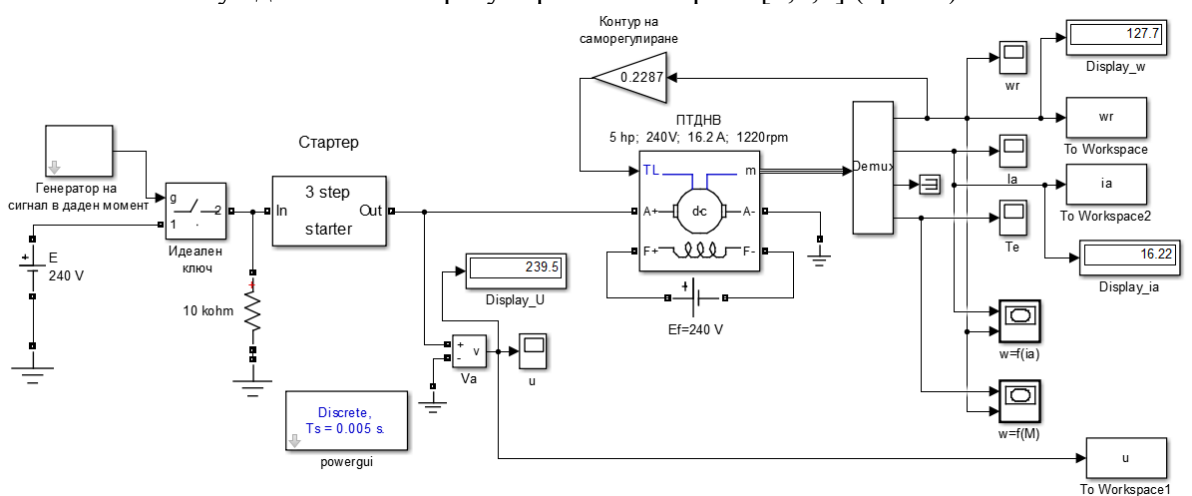 Контур на
саморегулиране
0.2287
127.7
Display_w
wr
wr
To Workspace
ПТДНВ
5 hp; 240V; 16.2 A; 1220rpm
TL
m
dc
A+
A-
F+
F-
Demux
Ia
ia
To Workspace2
Te
16.22
Display_ia
Стартер
3 step
starter
In
Out
Генератор на
сигнал в даден момент
g
1
2
Идеален
ключ
+
E
240 V
10 kohm
+
239.5
Display_U
+
Ef=240 V
+
-
v
Va
u
w=f(ia)
w=f(M)
Discrete,
Ts = 0.005 s.
powergui
u
To Workspace1